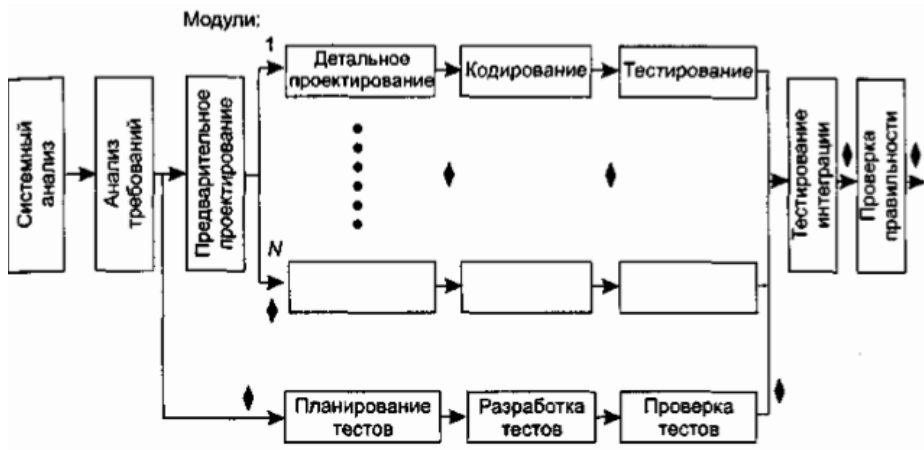 Модули:
1
Детальное
проектирование
Кодирование
Тестирование
Системный
анализ
Анализ
требований
Предварительное
проектирование
Тестирование
интеграции
Проверка
правильности
N
Планирование
тестов
Разработка
тестов
Проверка
тестов